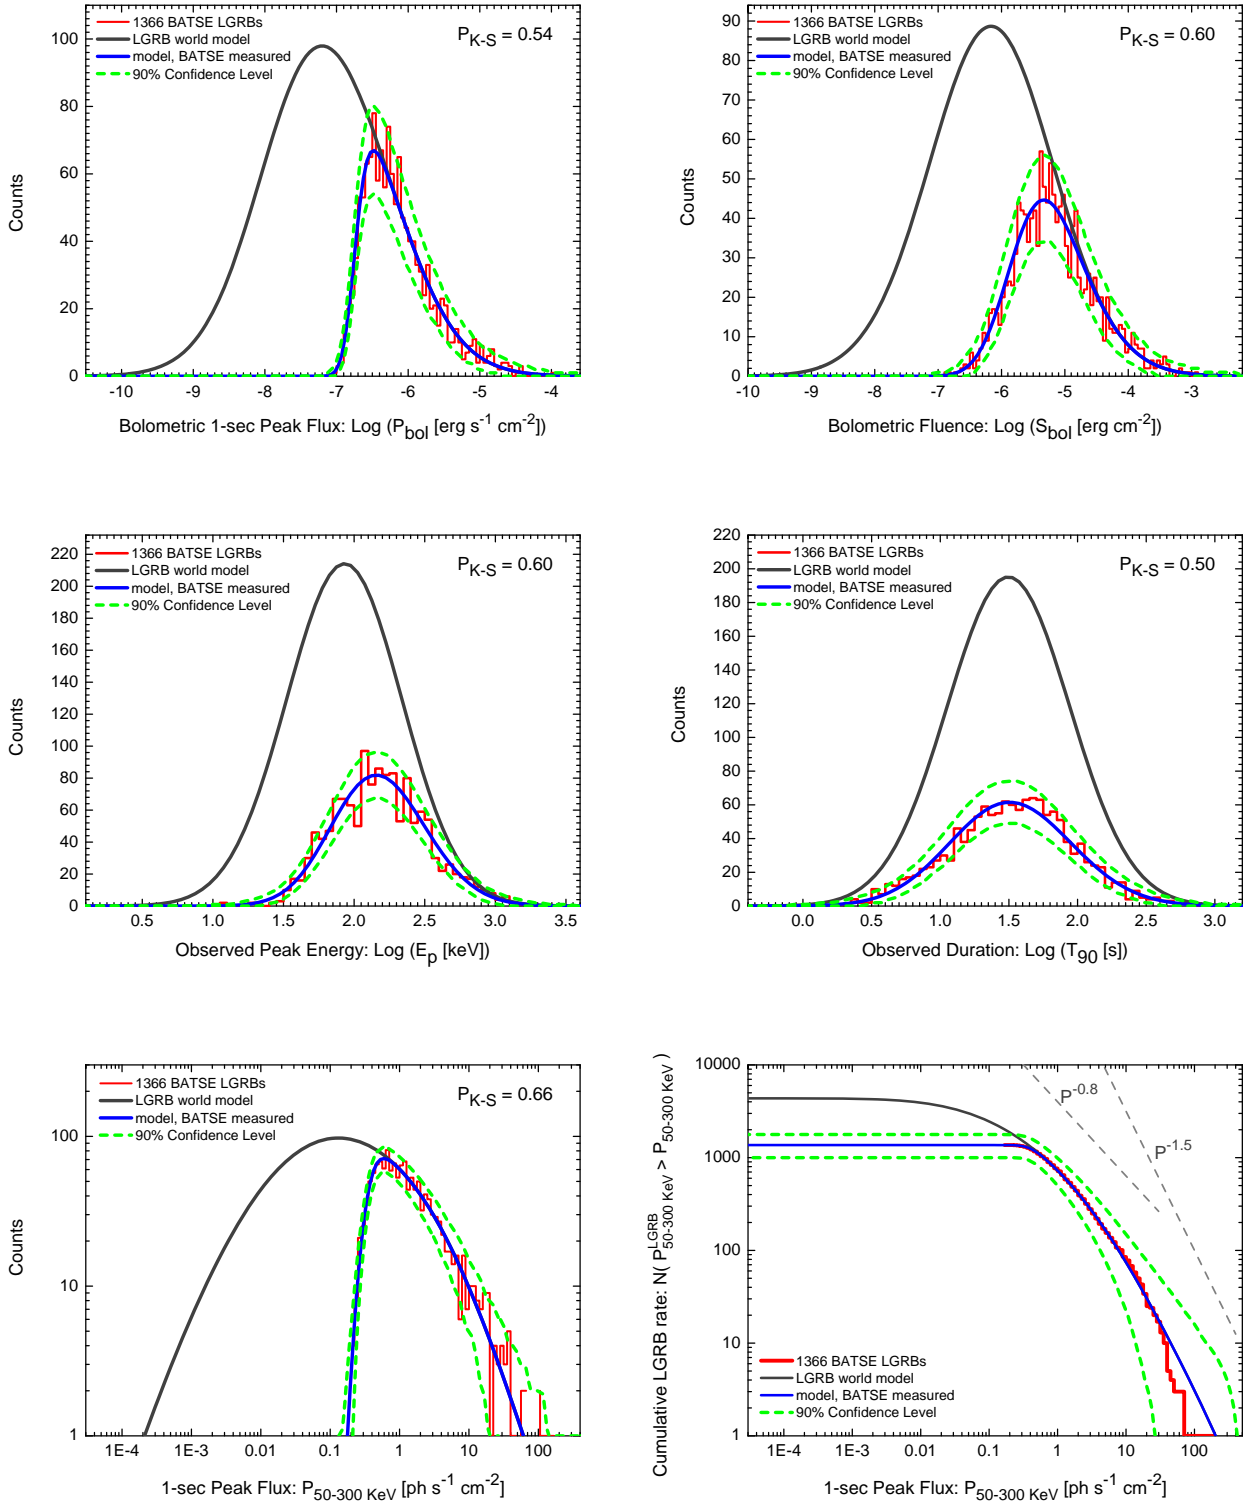 1366 BATSE LGRBs
LGRB world model
model, BATSE measured
90% Confidence Level
P_K-S = 0.54
100
80
60
40
20
0
Counts
-10 -9 -8 -7 -6 -5 -4
Bolometric 1-sec Peak Flux: Log (P_bol [erg s^-1 cm^-2])
1366 BATSE LGRBs
LGRB world model
model, BATSE measured
90% Confidence Level
P_K-S = 0.60
90
80
70
60
50
40
30
20
10
0
Counts
-10 -9 -8 -7 -6 -5 -4 -3
Bolometric Fluence: Log (S_bol [erg cm^-2])
1366 BATSE LGRBs
LGRB world model
model, BATSE measured
90% Confidence Level
P_K-S = 0.60
220
200
180
160
140
120
100
80
60
40
20
0
Counts
0.5 1.0 1.5 2.0 2.5 3.0 3.5
Observed Peak Energy: Log (E_p [keV])
1366 BATSE LGRBs
LGRB world model
model, BATSE measured
90% Confidence Level
P_K-S = 0.50
220
200
180
160
140
120
100
80
60
40
20
0
Counts
0.0 0.5 1.0 1.5 2.0 2.5 3.0
Observed Duration: Log (T_90 [s])
1366 BATSE LGRBs
LGRB world model
model, BATSE measured
90% Confidence Level
P_K-S = 0.66
100
10
1
Counts
1E-4 1E-3 0.01 0.1 1 10 100
1-sec Peak Flux: P_50-300 KeV [ph s^-1 cm^-2]
10000
1000
100
10
1
Cumulative LGRB rate: N( P^LGRB_50-300 KeV > P_50-300 KeV )
P^-0.8
P^-1.5
1366 BATSE LGRBs
LGRB world model
model, BATSE measured
90% Confidence Level
1E-4 1E-3 0.01 0.1 1 10 100
1-sec Peak Flux: P_50-300 KeV [ph s^-1 cm^-2]